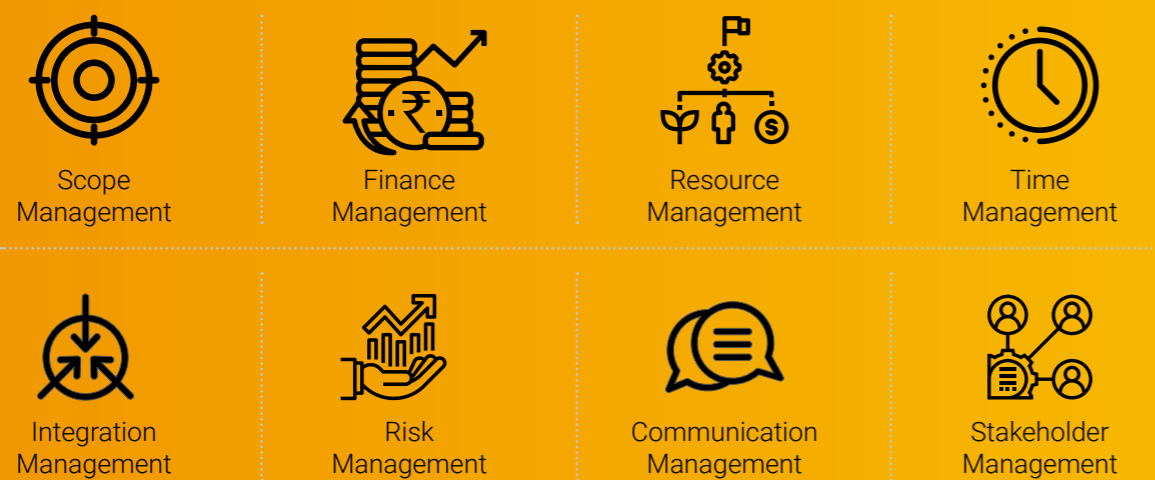 Scope
Management
Finance
Management
Resource
Management
Time
Management
Integration
Management
Risk
Management
Communication
Management
Stakeholder
Management